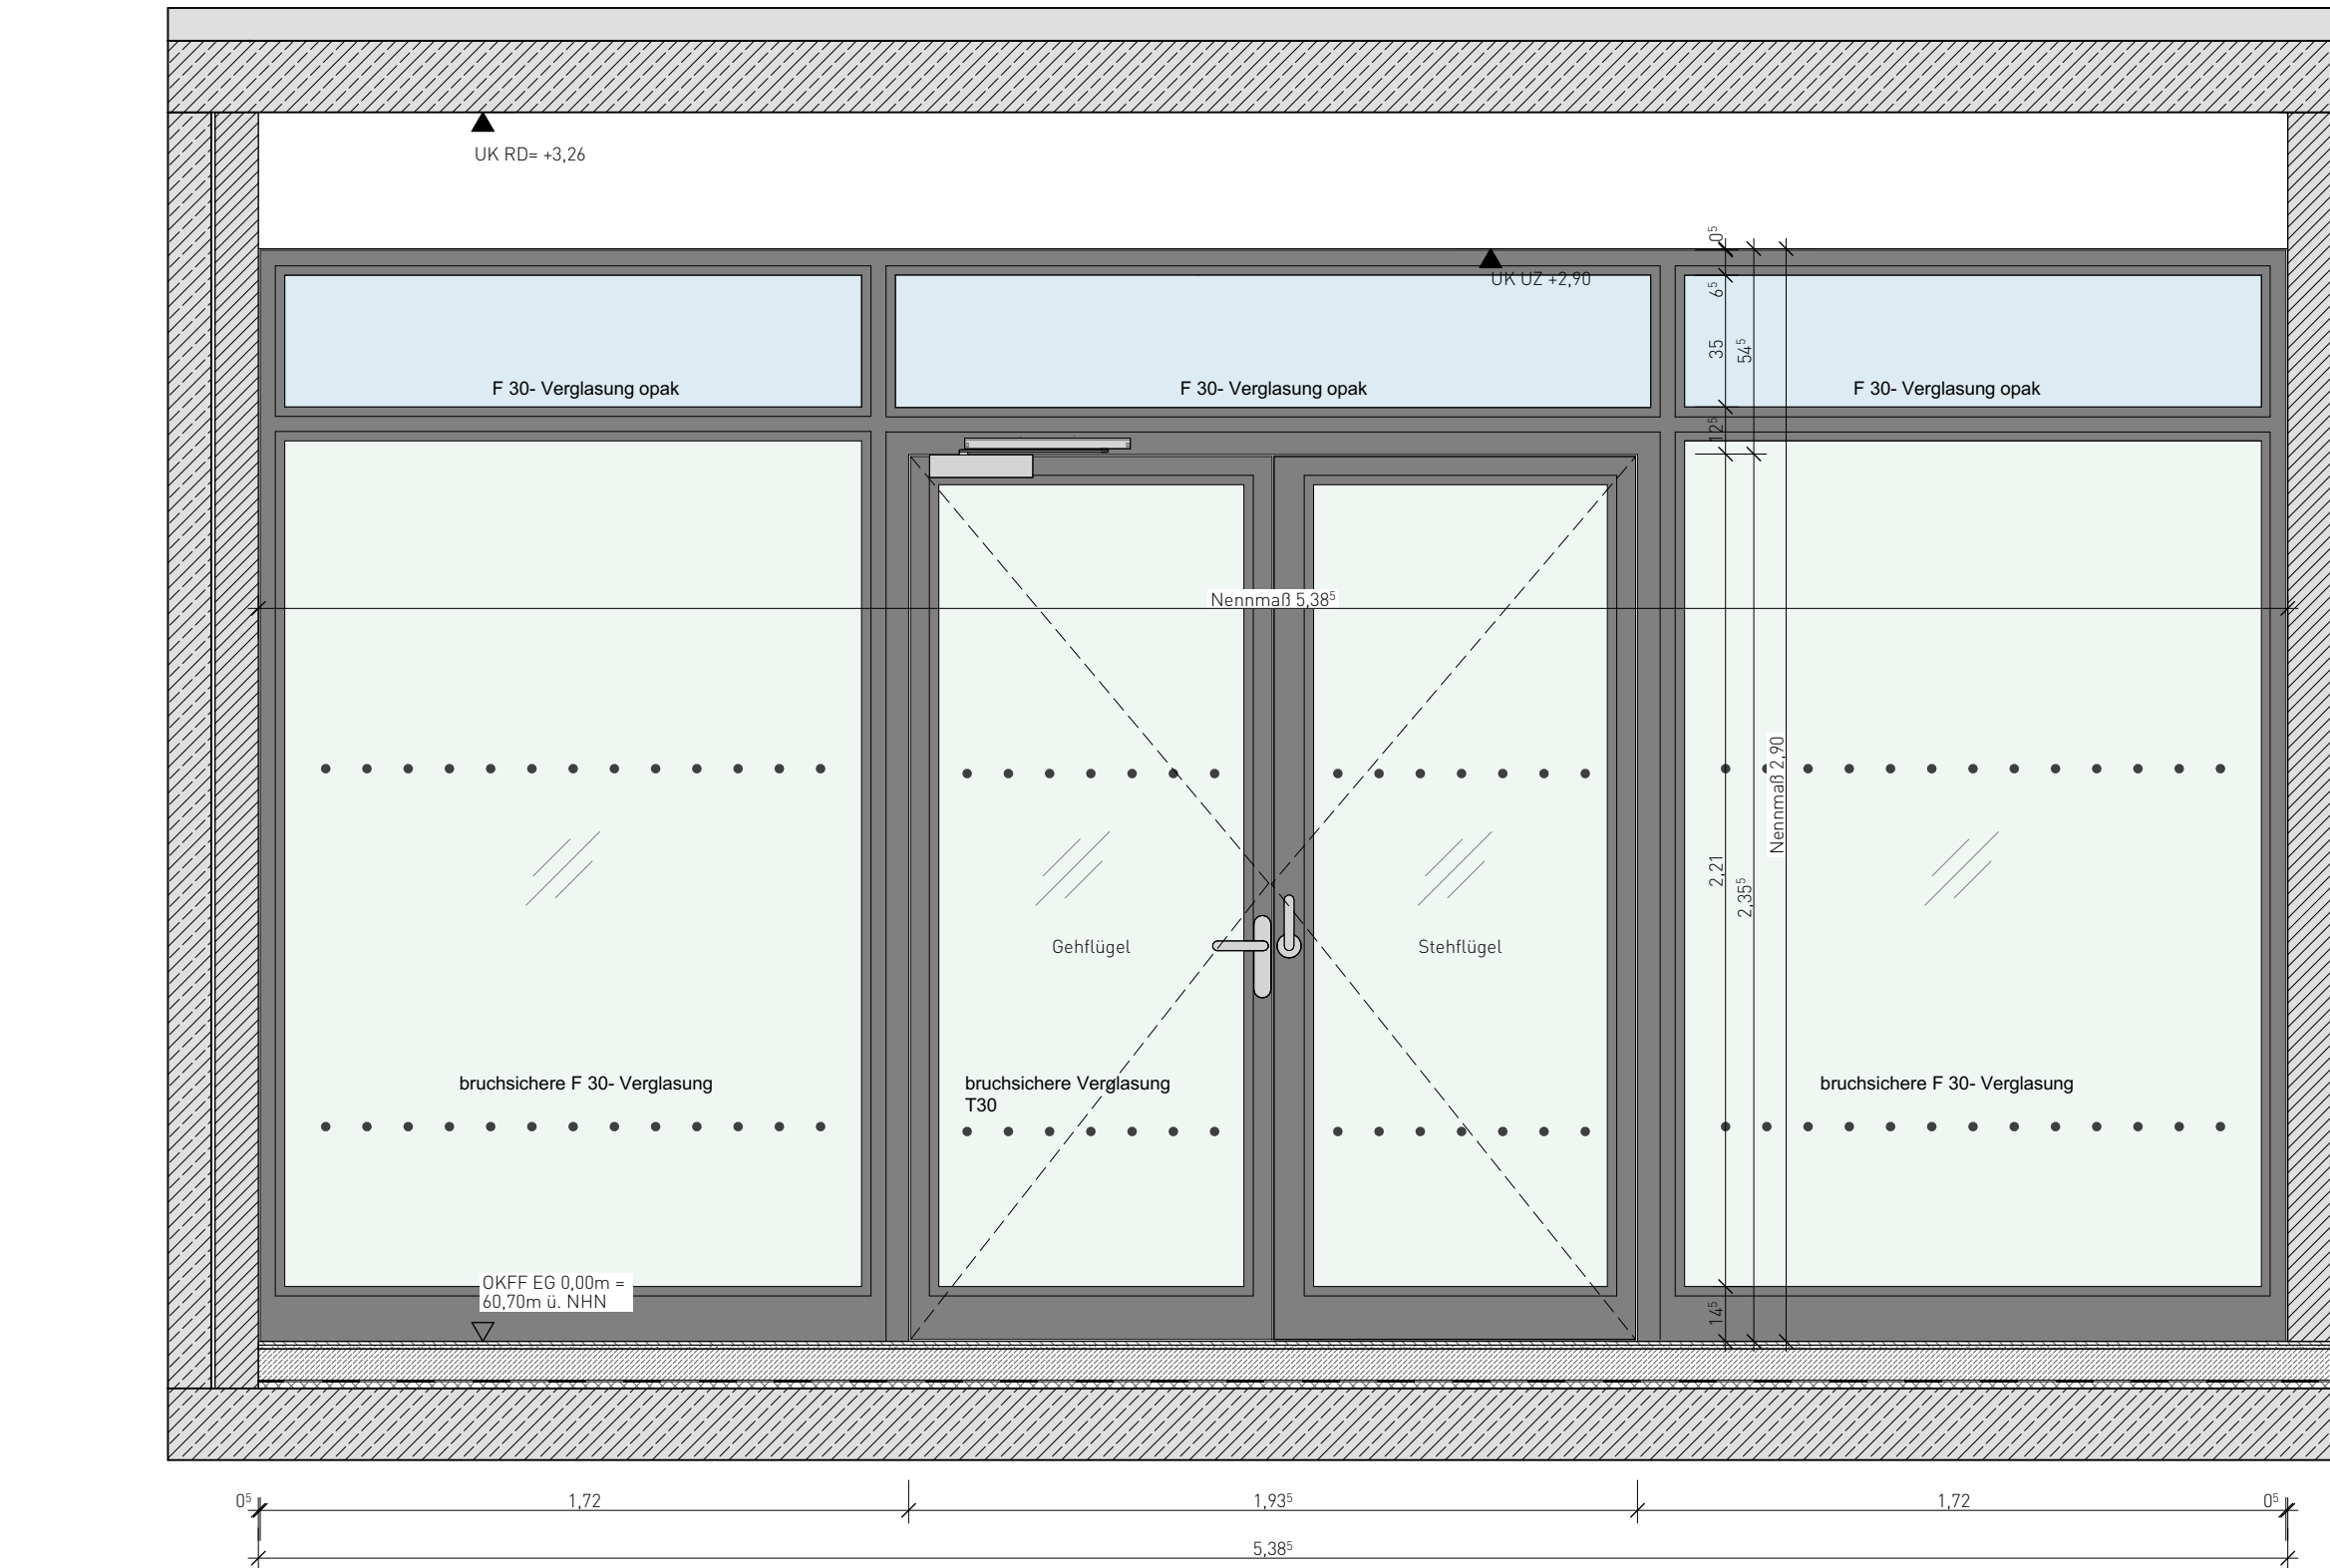 UK RD= +3,26
0⁵
UK UZ +2,90
6⁵
35
54⁵
F 30- Verglasung opak
F 30- Verglasung opak
F 30- Verglasung opak
12⁵
Nennmaß 5,38⁵
Nennmaß 2,90
2,21
2,35⁵
Gehflügel
Stehflügel
bruchsichere F 30- Verglasung
bruchsichere Verglasung
T30
bruchsichere F 30- Verglasung
OKFF EG 0,00m =
60,70m ü. NHN
14⁵
0⁵
1,72
1,93⁵
1,72
0⁵
5,38⁵